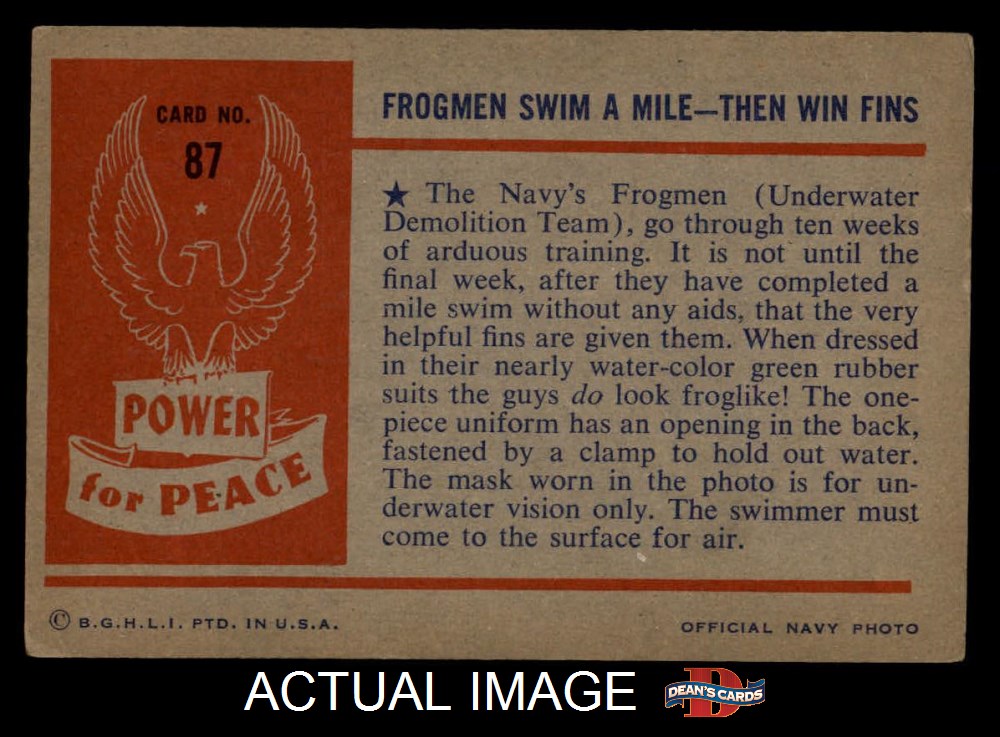 CARD NO.
87
POWER
for PEACE
FROGMEN SWIM A MILE—THEN WIN FINS
★ The Navy's Frogmen (Underwater
Demolition Team), go through ten weeks
of arduous training. It is not until the
final week, after they have completed a
mile swim without any aids, that the very
helpful fins are given them. When dressed
in their nearly water-color green rubber
suits the guys do look froglike! The one-
piece uniform has an opening in the back,
fastened by a clamp to hold out water.
The mask worn in the photo is for un-
derwater vision only. The swimmer must
come to the surface for air.
© B.G.H.L.I. PTD. IN U.S.A.
OFFICIAL NAVY PHOTO
ACTUAL IMAGE
D
DEAN'S CARDS